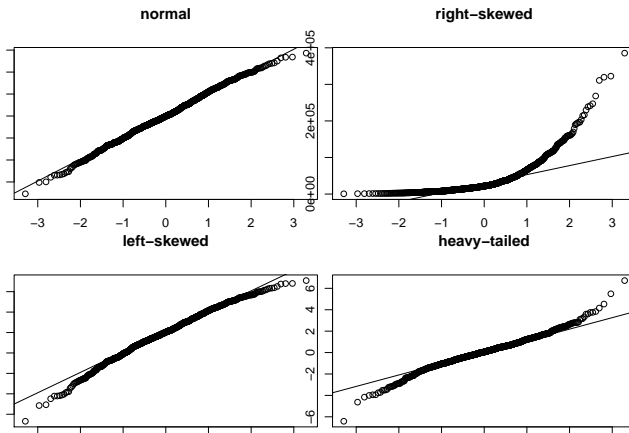 normal
right−skewed
0e+00 2e+05 4e+05
−3 −2 −1 0 1 2 3
−3 −2 −1 0 1 2 3
left−skewed
heavy−tailed
−6 −2 0 2 4 6